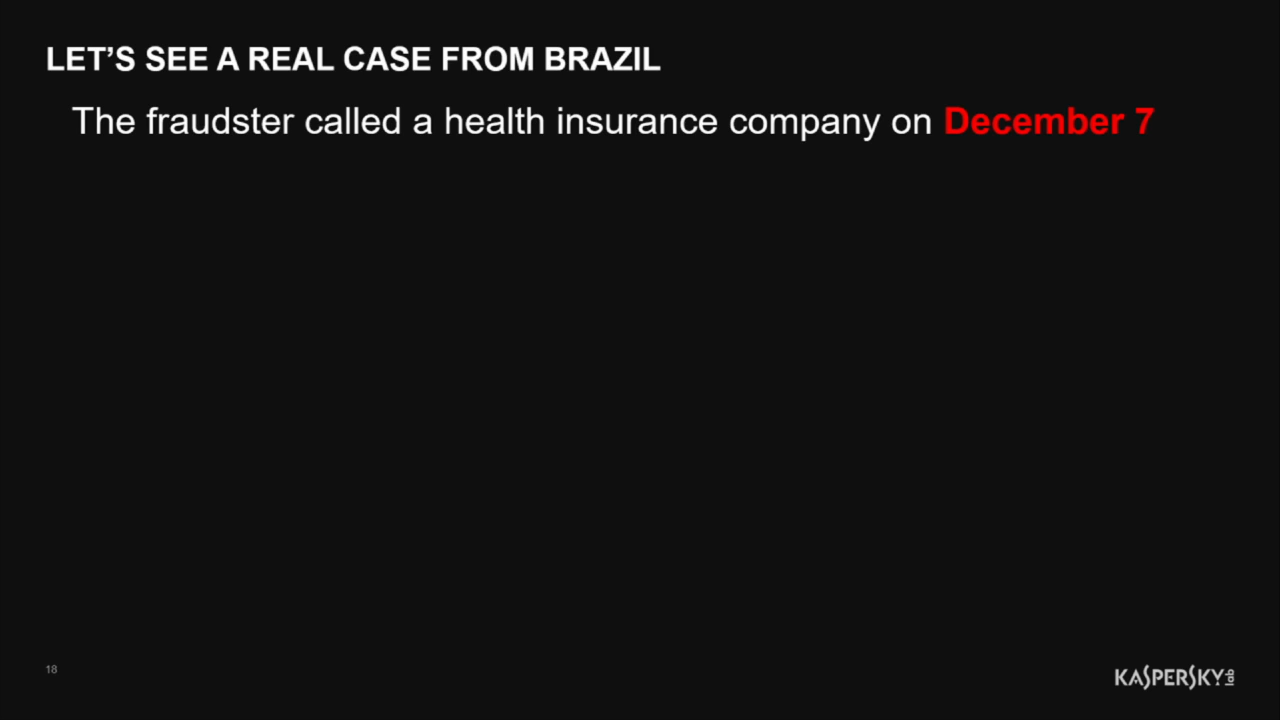 LET'S SEE A REAL CASE FROM BRAZIL
The fraudster called a health insurance company on December 7
18
KASPERSKY lab